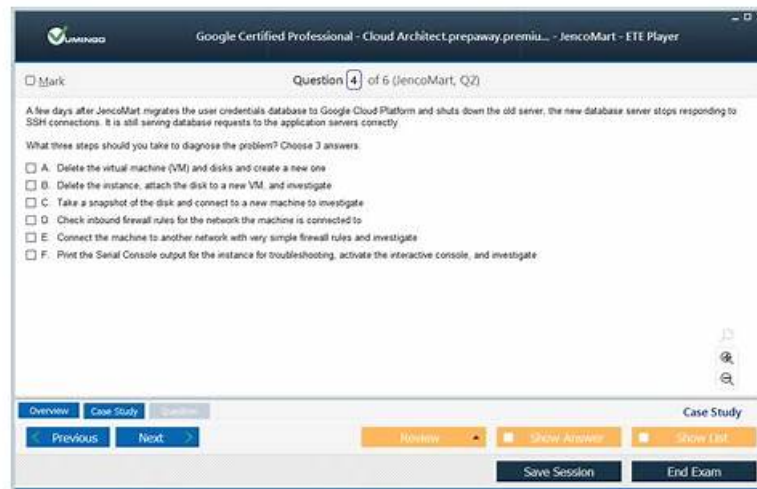 VUMINGO
Google Certified Professional - Cloud Architect.prepaway.premiu... - JencoMart - ETE Player
Mark
Question 4 of 6 (JencoMart, Q2)
A few days after JencoMart migrates the user credentials database to Google Cloud Platform and shuts down the old server, the new database server stops responding to
SSH connections. It is still serving database requests to the application servers correctly.
What three steps should you take to diagnose the problem? Choose 3 answers.
A. Delete the virtual machine (VM) and disks and create a new one
B. Delete the instance, attach the disk to a new VM, and investigate
C. Take a snapshot of the disk and connect to a new machine to investigate
D. Check inbound firewall rules for the network the machine is connected to
E. Connect the machine to another network with very simple firewall rules and investigate
F. Print the Serial Console output for the instance for troubleshooting, activate the interactive console, and investigate
Overview Case Study Question
Case Study
Previous Next Review Show Answer Show List
Save Session End Exam